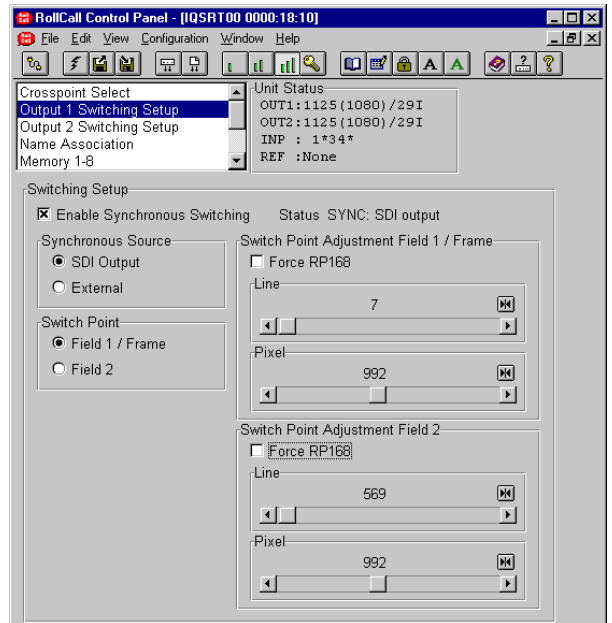 RollCall Control Panel - [IQSRT00 0000:18:10]
File Edit View Configuration Window Help
A A ? ?
Crosspoint Select
Output 1 Switching Setup
Output 2 Switching Setup
Name Association
Memory 1-8
Unit Status
OUT1:1125(1080)/29I
OUT2:1125(1080)/29I
INP : 1*34*
REF :None
Switching Setup
Enable Synchronous Switching Status SYNC: SDI output
Synchronous Source
SDI Output
External
Switch Point
Field 1 / Frame
Field 2
Switch Point Adjustment Field 1 / Frame
Force RP168
Line
7
Pixel
992
Switch Point Adjustment Field 2
Force RP168
Line
569
Pixel
992